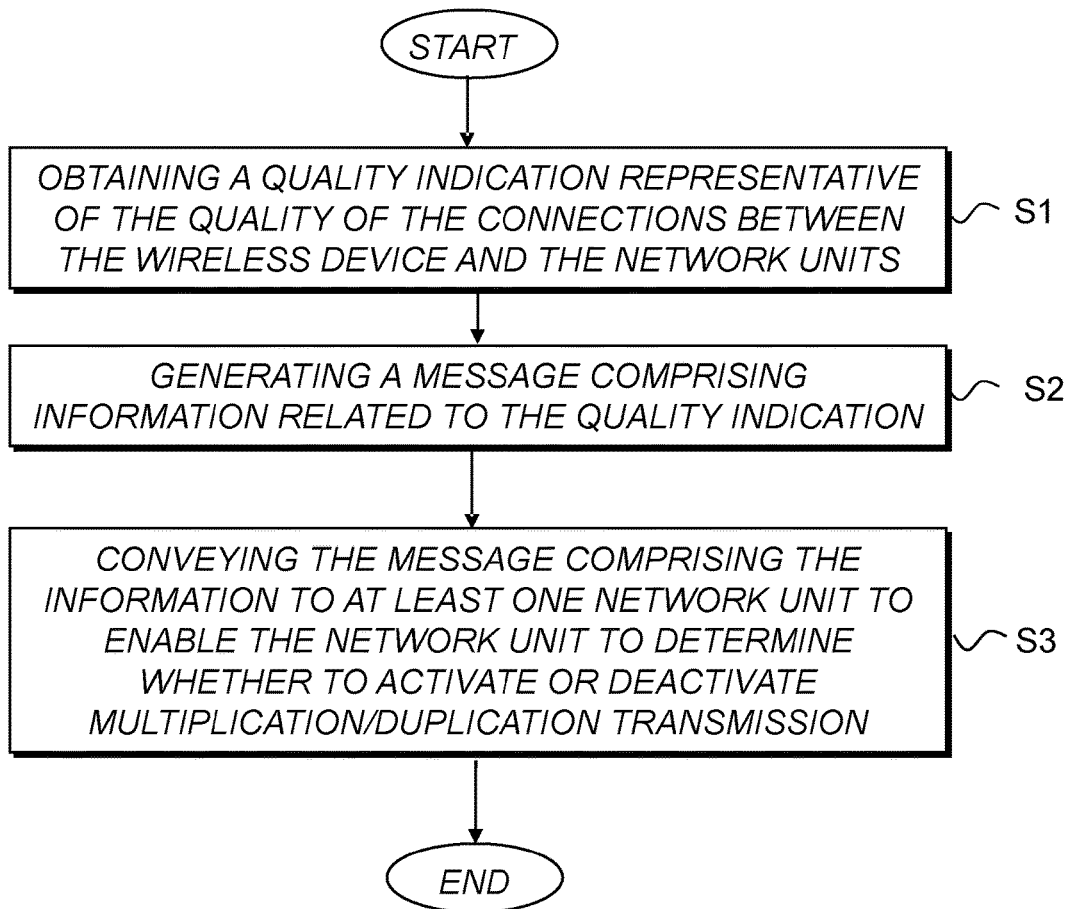 START
OBTAINING A QUALITY INDICATION REPRESENTATIVE
OF THE QUALITY OF THE CONNECTIONS BETWEEN
THE WIRELESS DEVICE AND THE NETWORK UNITS
S1
GENERATING A MESSAGE COMPRISING
INFORMATION RELATED TO THE QUALITY INDICATION
S2
CONVEYING THE MESSAGE COMPRISING THE
INFORMATION TO AT LEAST ONE NETWORK UNIT TO
ENABLE THE NETWORK UNIT TO DETERMINE
WHETHER TO ACTIVATE OR DEACTIVATE
MULTIPLICATION/DUPLICATION TRANSMISSION
S3
END